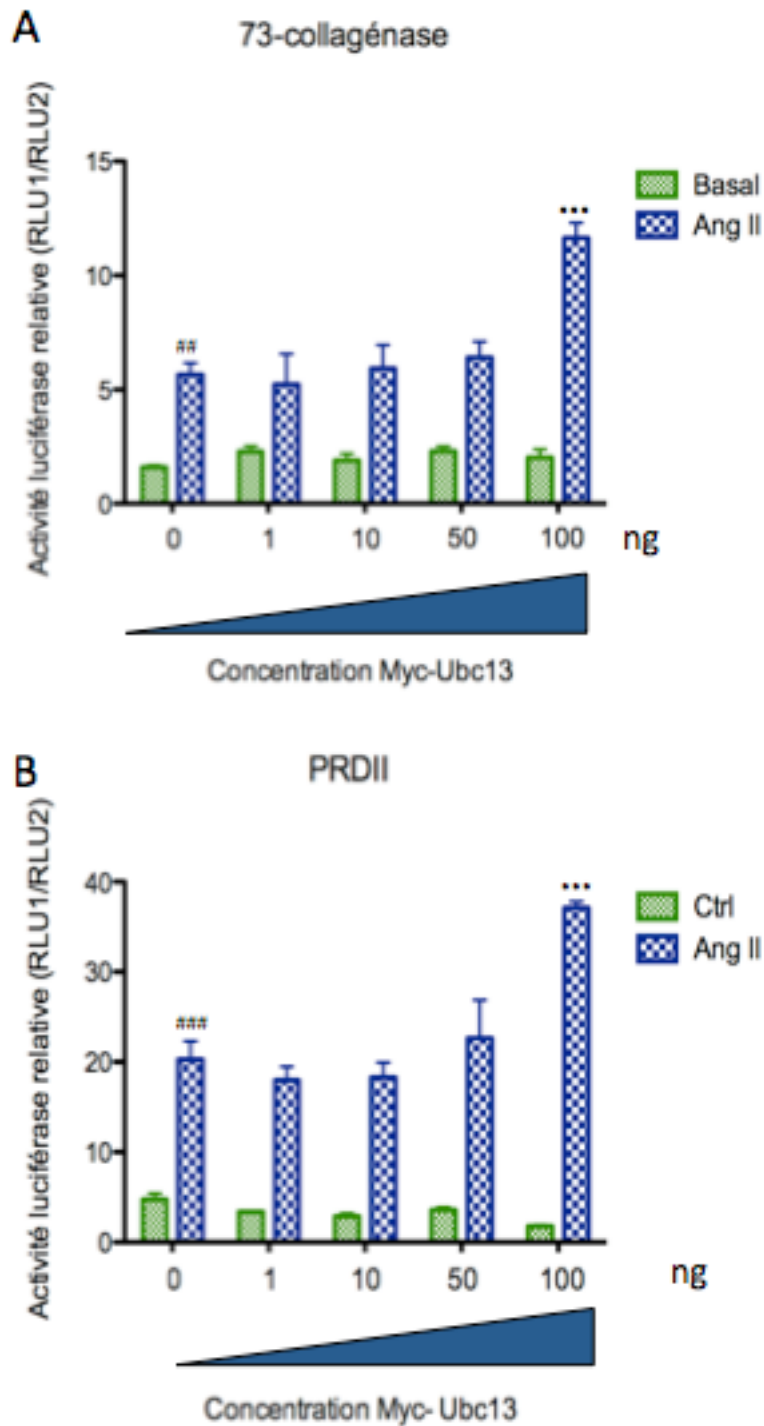 A
73-collagénase
Activité luciférase relative (RLU1/RLU2)
15
10
5
0
##
•••
Basal
Ang II
0 1 10 50 100 ng
Concentration Myc-Ubc13
B
PRDII
Activité luciférase relative (RLU1/RLU2)
40
30
20
10
0
###
•••
Ctrl
Ang II
0 1 10 50 100 ng
Concentration Myc- Ubc13